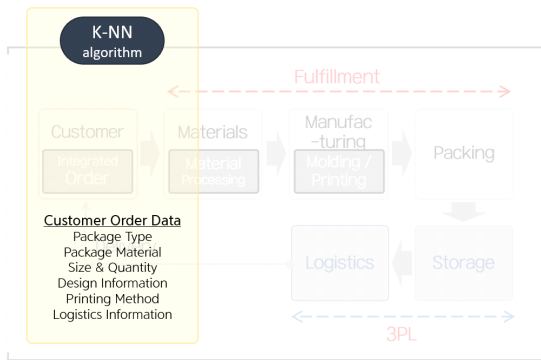 K-NN
algorithm
Fulfillment
Customer
Integrated
Order
Materials
Material
Processing
Manufac
-turing
Molding /
Printing
Packing
Customer Order Data
Package Type
Package Material
Size & Quantity
Design Information
Printing Method
Logistics Information
Logistics
Storage
3PL